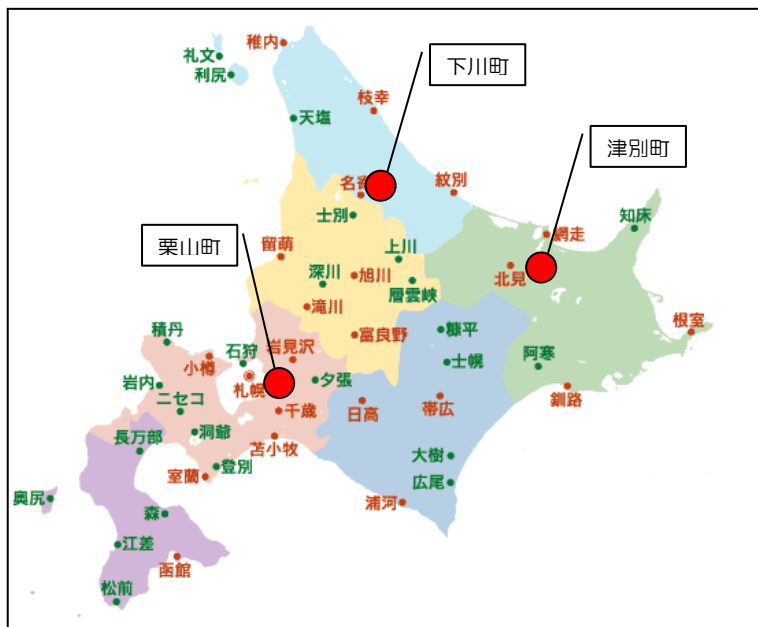 稚内
礼文
利尻
下川町
天塩
枝幸
津別町
名寄
紋別
士別
知床
栗山町
留萌
上川
網走
深川
旭川
北見
層雲峡
滝川
積丹
石狩
岩見沢
富良野
糠平
根室
小樽
士幌
阿寒
岩内
札幌
夕張
ニセコ
千歳
日高
帯広
釧路
長万部
洞爺
苫小牧
登別
室蘭
大樹
広尾
奥尻
浦河
森
江差
函館
松前